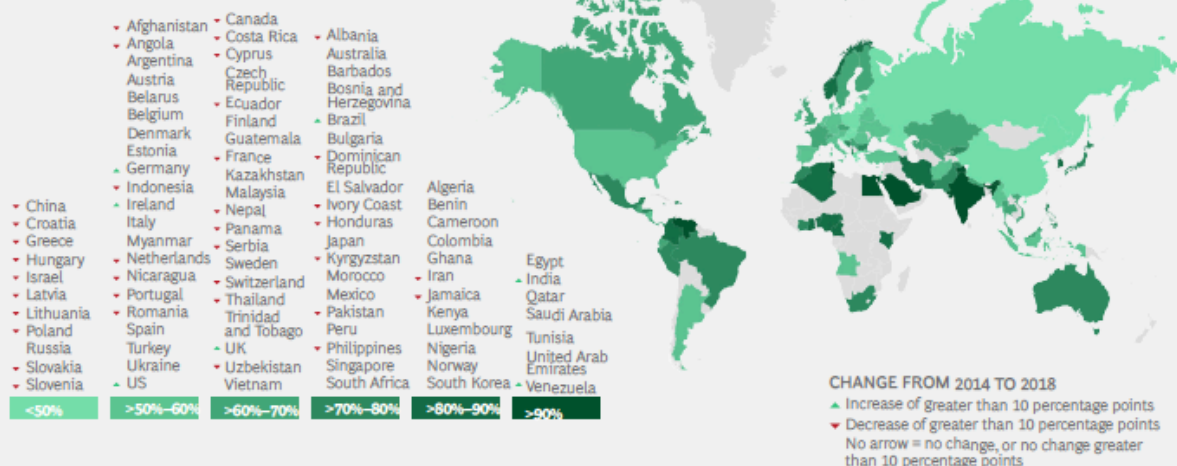 China
Croatia
Greece
Hungary
Israel
Latvia
Lithuania
Poland
Russia
Slovakia
Slovenia
<50%
Afghanistan
Angola
Argentina
Austria
Belarus
Belgium
Denmark
Estonia
Germany
Indonesia
Ireland
Italy
Myanmar
Netherlands
Nicaragua
Portugal
Romania
Spain
Turkey
Ukraine
US
>50%–60%
Canada
Costa Rica
Cyprus
Czech
Republic
Ecuador
Finland
Guatemala
France
Kazakhstan
Malaysia
Nepal
Panama
Serbia
Sweden
Switzerland
Thailand
Trinidad
and Tobago
UK
Uzbekistan
Vietnam
>60%–70%
Albania
Australia
Barbados
Bosnia and
Herzegovina
Brazil
Bulgaria
Dominican
Republic
El Salvador
Ivory Coast
Honduras
Japan
Kyrgyzstan
Morocco
Mexico
Pakistan
Peru
Philippines
Singapore
South Africa
>70%–80%
Algeria
Benin
Cameroon
Colombia
Ghana
Iran
Jamaica
Kenya
Luxembourg
Nigeria
Norway
South Korea
>80%–90%
Egypt
India
Qatar
Saudi Arabia
Tunisia
United Arab
Emirates
Venezuela
>90%
CHANGE FROM 2014 TO 2018
Increase of greater than 10 percentage points
Decrease of greater than 10 percentage points
No arrow = no change, or no change greater
than 10 percentage points